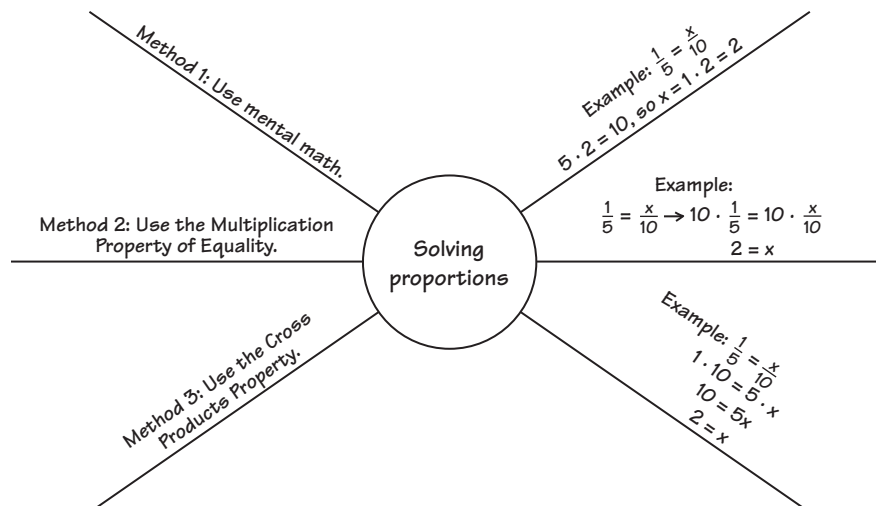 Method 1: Use mental math.
Example: 1/5 = x/10
5 · 2 = 10, so x = 1 · 2 = 2
Method 2: Use the Multiplication
Property of Equality.
Solving
proportions
Example:
1/5 = x/10 → 10 · 1/5 = 10 · x/10
2 = x
Method 3: Use the Cross
Products Property.
Example: 1/5 = x/10
1 · 10 = 5 · x
10 = 5x
2 = x